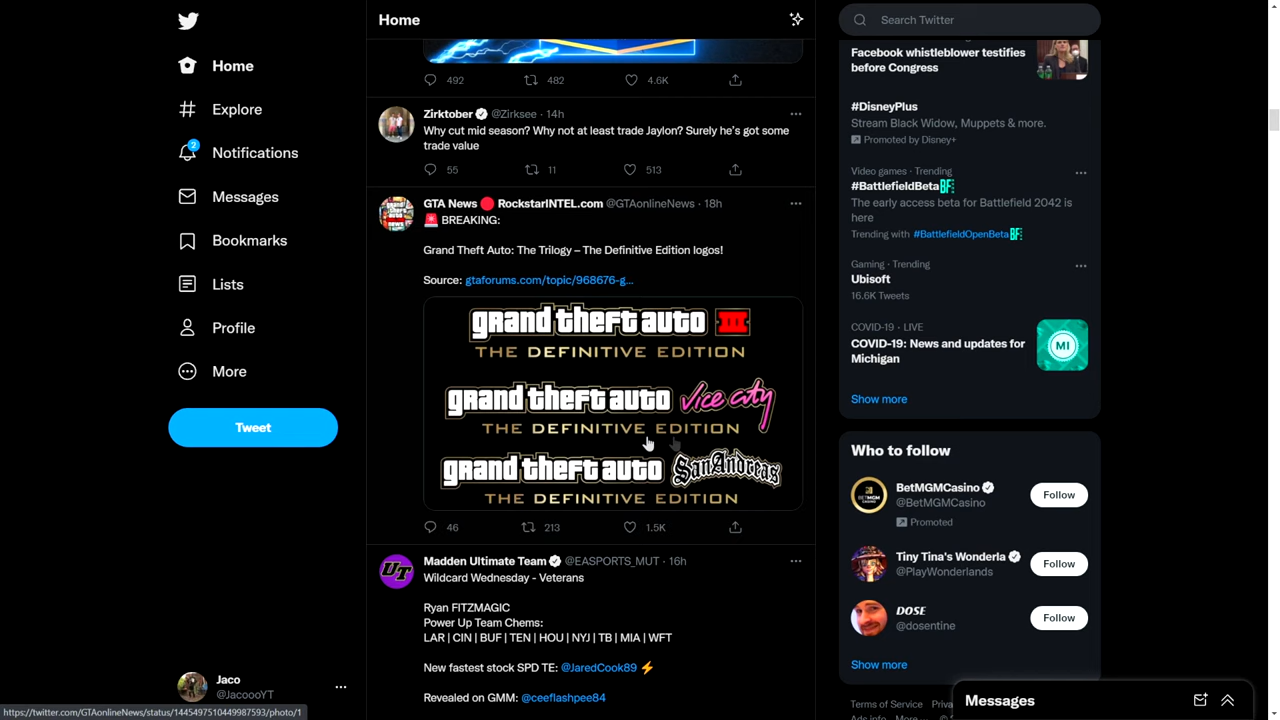 Home
Explore
2
Notifications
Messages
Bookmarks
Lists
Profile
More
Tweet
Jaco
@JacoooYT
https://twitter.com/GTAonlineNews/status/1445497510449987593/photo/1
Home
492 482 4.6K
Zirktober @Zirksee · 14h
Why cut mid season? Why not at least trade Jaylon? Surely he's got some
trade value
55 11 513
GTA News 🔴 RockstarINTEL.com @GTAonlineNews · 18h
🚨 BREAKING:
Grand Theft Auto: The Trilogy – The Definitive Edition logos!
Source: gtaforums.com/topic/968676-g...
grand theft auto III
THE DEFINITIVE EDITION
grand theft auto vice city
THE DEFINITIVE EDITION
grand theft auto San Andreas
THE DEFINITIVE EDITION
46 213 1.5K
Madden Ultimate Team @EASPORTS_MUT · 16h
Wildcard Wednesday - Veterans
Ryan FITZMAGIC
Power Up Team Chems:
LAR | CIN | BUF | TEN | HOU | NYJ | TB | MIA | WFT
New fastest stock SPD TE: @JaredCook89 ⚡
Revealed on GMM: @ceeflashpee84
Search Twitter
Facebook whistleblower testifies
before Congress
#DisneyPlus
Stream Black Widow, Muppets & more.
Promoted by Disney+
Video games · Trending
#BattlefieldBeta
The early access beta for Battlefield 2042 is
here
Trending with #BattlefieldOpenBeta
Gaming · Trending
Ubisoft
16.6K Tweets
COVID-19 · LIVE
COVID-19: News and updates for
Michigan
MI
Show more
Who to follow
BetMGMCasino
@BetMGMCasino
Promoted
Follow
Tiny Tina's Wonderla
@PlayWonderlands
Follow
DOSE
@dosentine
Follow
Show more
Terms of Service
Messages